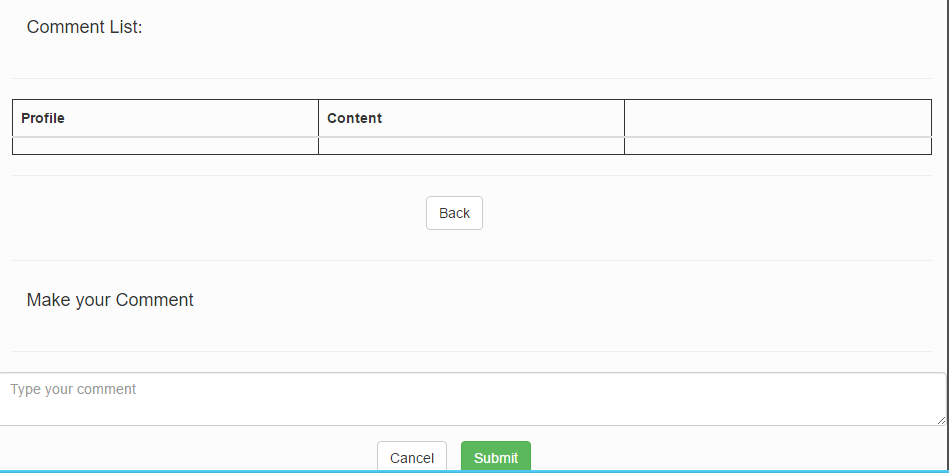 Comment List:
Profile Content
Back
Make your Comment
Type your comment
Cancel Submit